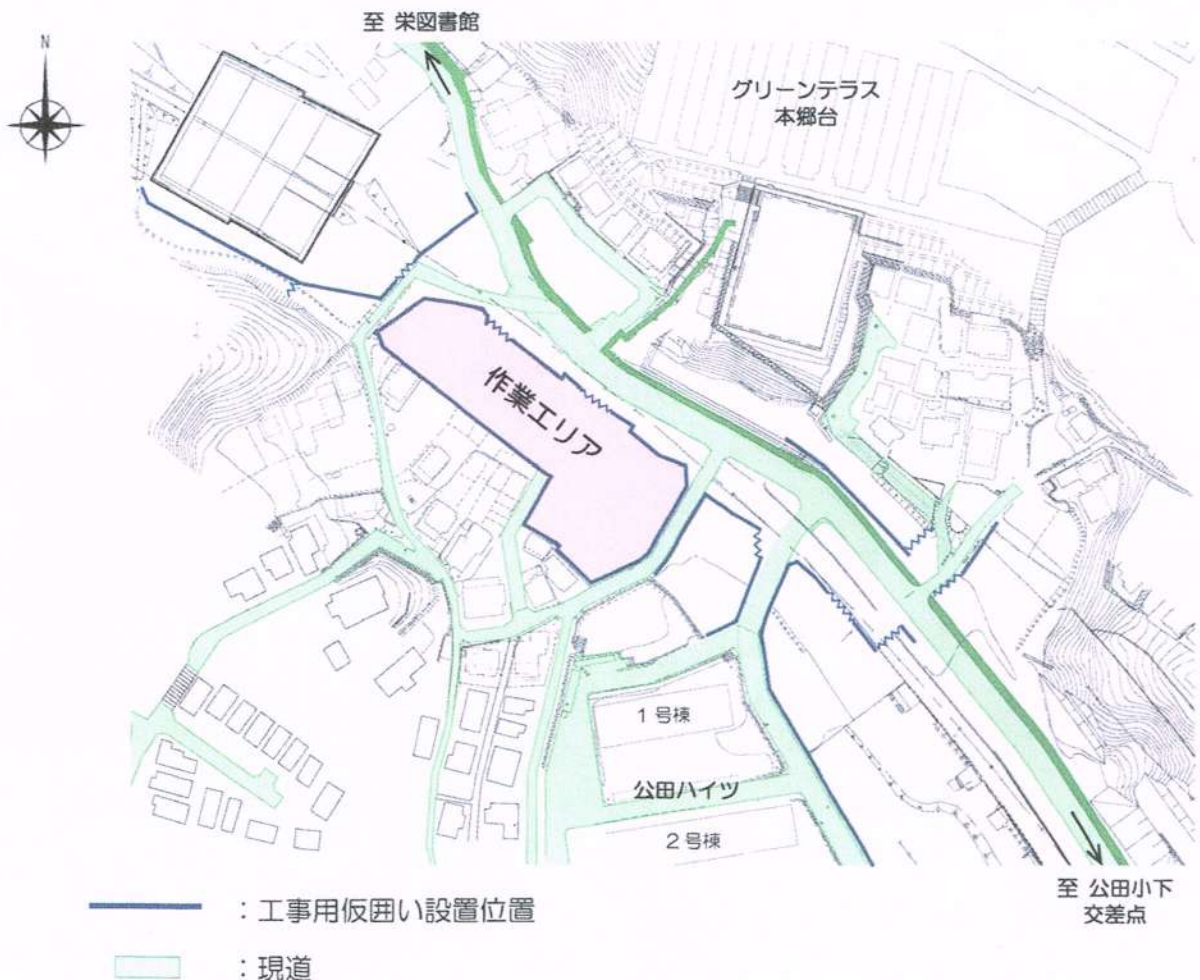 至 栄図書館
N
グリーンテラス
本郷台
作業エリア
1号棟
公田ハイツ
2号棟
至 公田小下
交差点
：工事用仮囲い設置位置
：現道